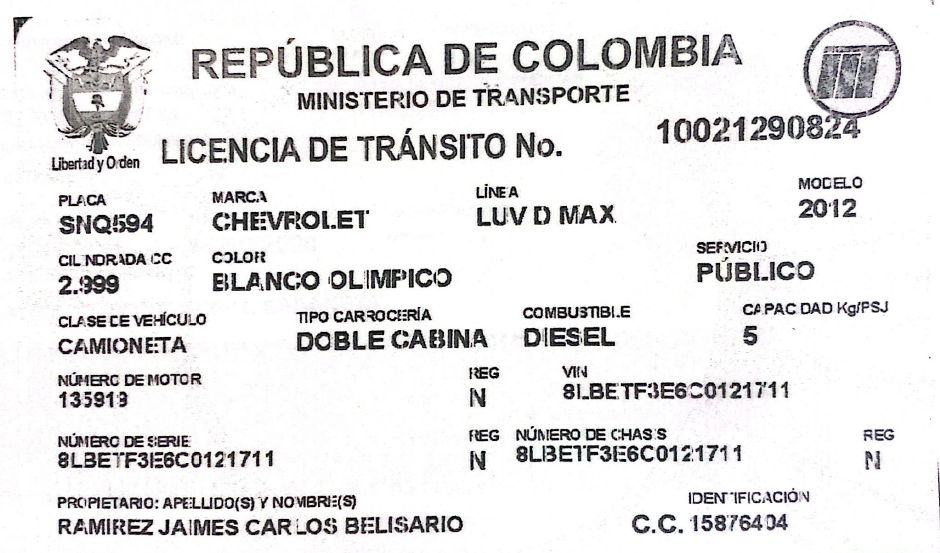 REPÚBLICA DE COLOMBIA
MINISTERIO DE TRANSPORTE
Libertad y Orden
LICENCIA DE TRÁNSITO No. 10021290824
PLACA MARCA LÍNEA MODELO
SNQ594 CHEVROLET LUV D MAX 2012
CILINDRADA CC COLOR SERVICIO
2.999 BLANCO OLIMPICO PÚBLICO
CLASE DE VEHÍCULO TIPO CARROCERÍA COMBUSTIBLE CAPACIDAD Kg/PSJ
CAMIONETA DOBLE CABINA DIESEL 5
NÚMERO DE MOTOR REG VIN
135919 N 8LBETF3E6C0121711
NÚMERO DE SERIE REG NÚMERO DE CHASIS REG
8LBETF3E6C0121711 N 8LBETF3E6C0121711 N
PROPIETARIO: APELLIDO(S) Y NOMBRE(S) IDENTIFICACIÓN
RAMIREZ JAIMES CARLOS BELISARIO C.C. 15876404